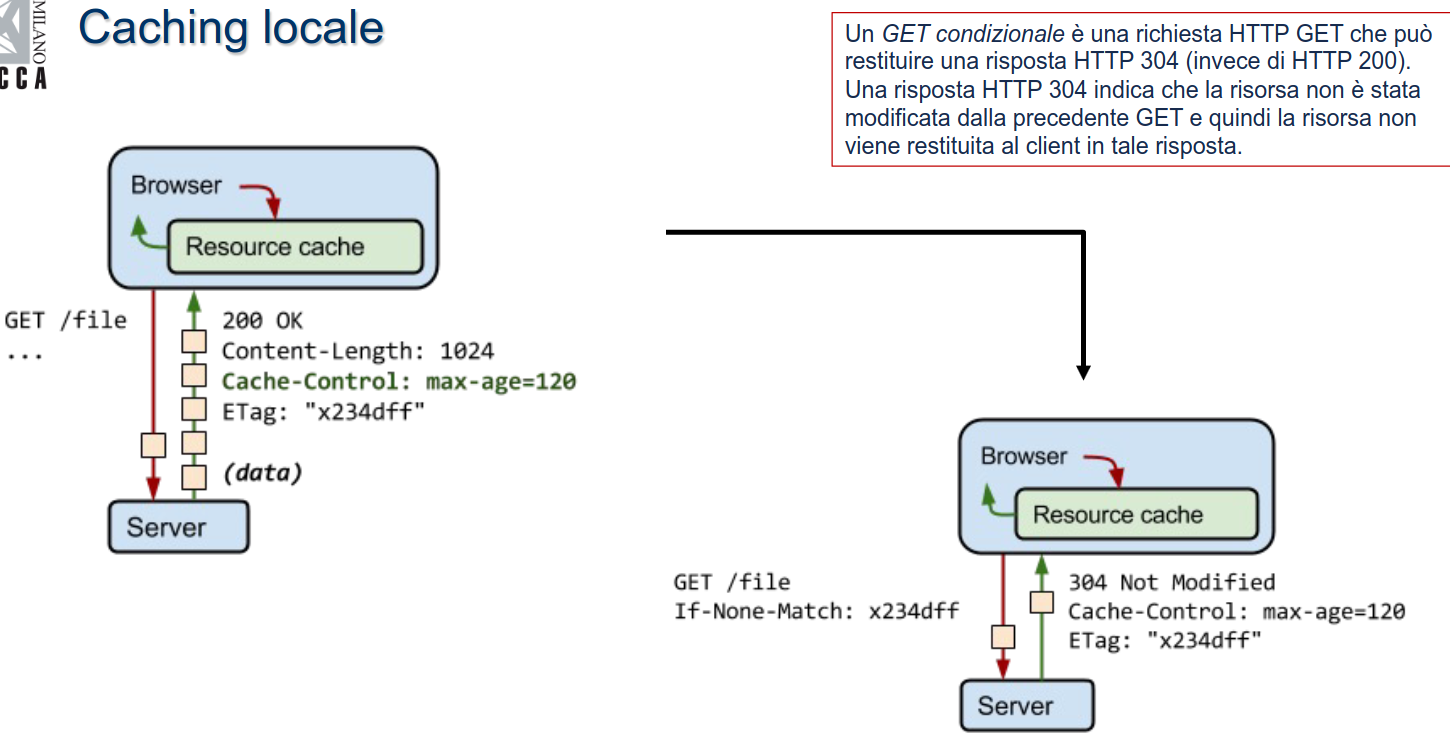 MILANO
CCA
Caching locale
Un GET condizionale è una richiesta HTTP GET che può
restituire una risposta HTTP 304 (invece di HTTP 200).
Una risposta HTTP 304 indica che la risorsa non è stata
modificata dalla precedente GET e quindi la risorsa non
viene restituita al client in tale risposta.
Browser
Resource cache
GET /file
...
200 OK
Content-Length: 1024
Cache-Control: max-age=120
ETag: "x234dff"
(data)
Server
Browser
Resource cache
GET /file
If-None-Match: x234dff
304 Not Modified
Cache-Control: max-age=120
ETag: "x234dff"
Server